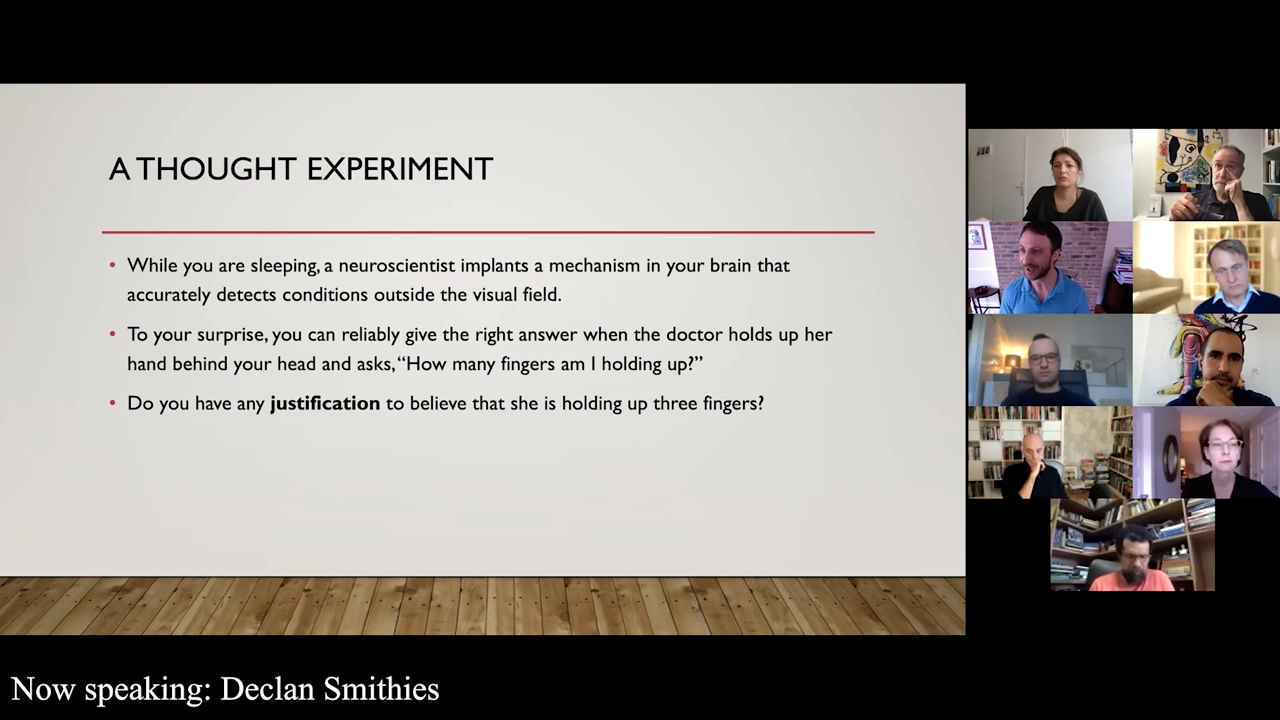 A THOUGHT EXPERIMENT
• While you are sleeping, a neuroscientist implants a mechanism in your brain that
accurately detects conditions outside the visual field.
• To your surprise, you can reliably give the right answer when the doctor holds up her
hand behind your head and asks, “How many fingers am I holding up?”
• Do you have any justification to believe that she is holding up three fingers?
Now speaking: Declan Smithies